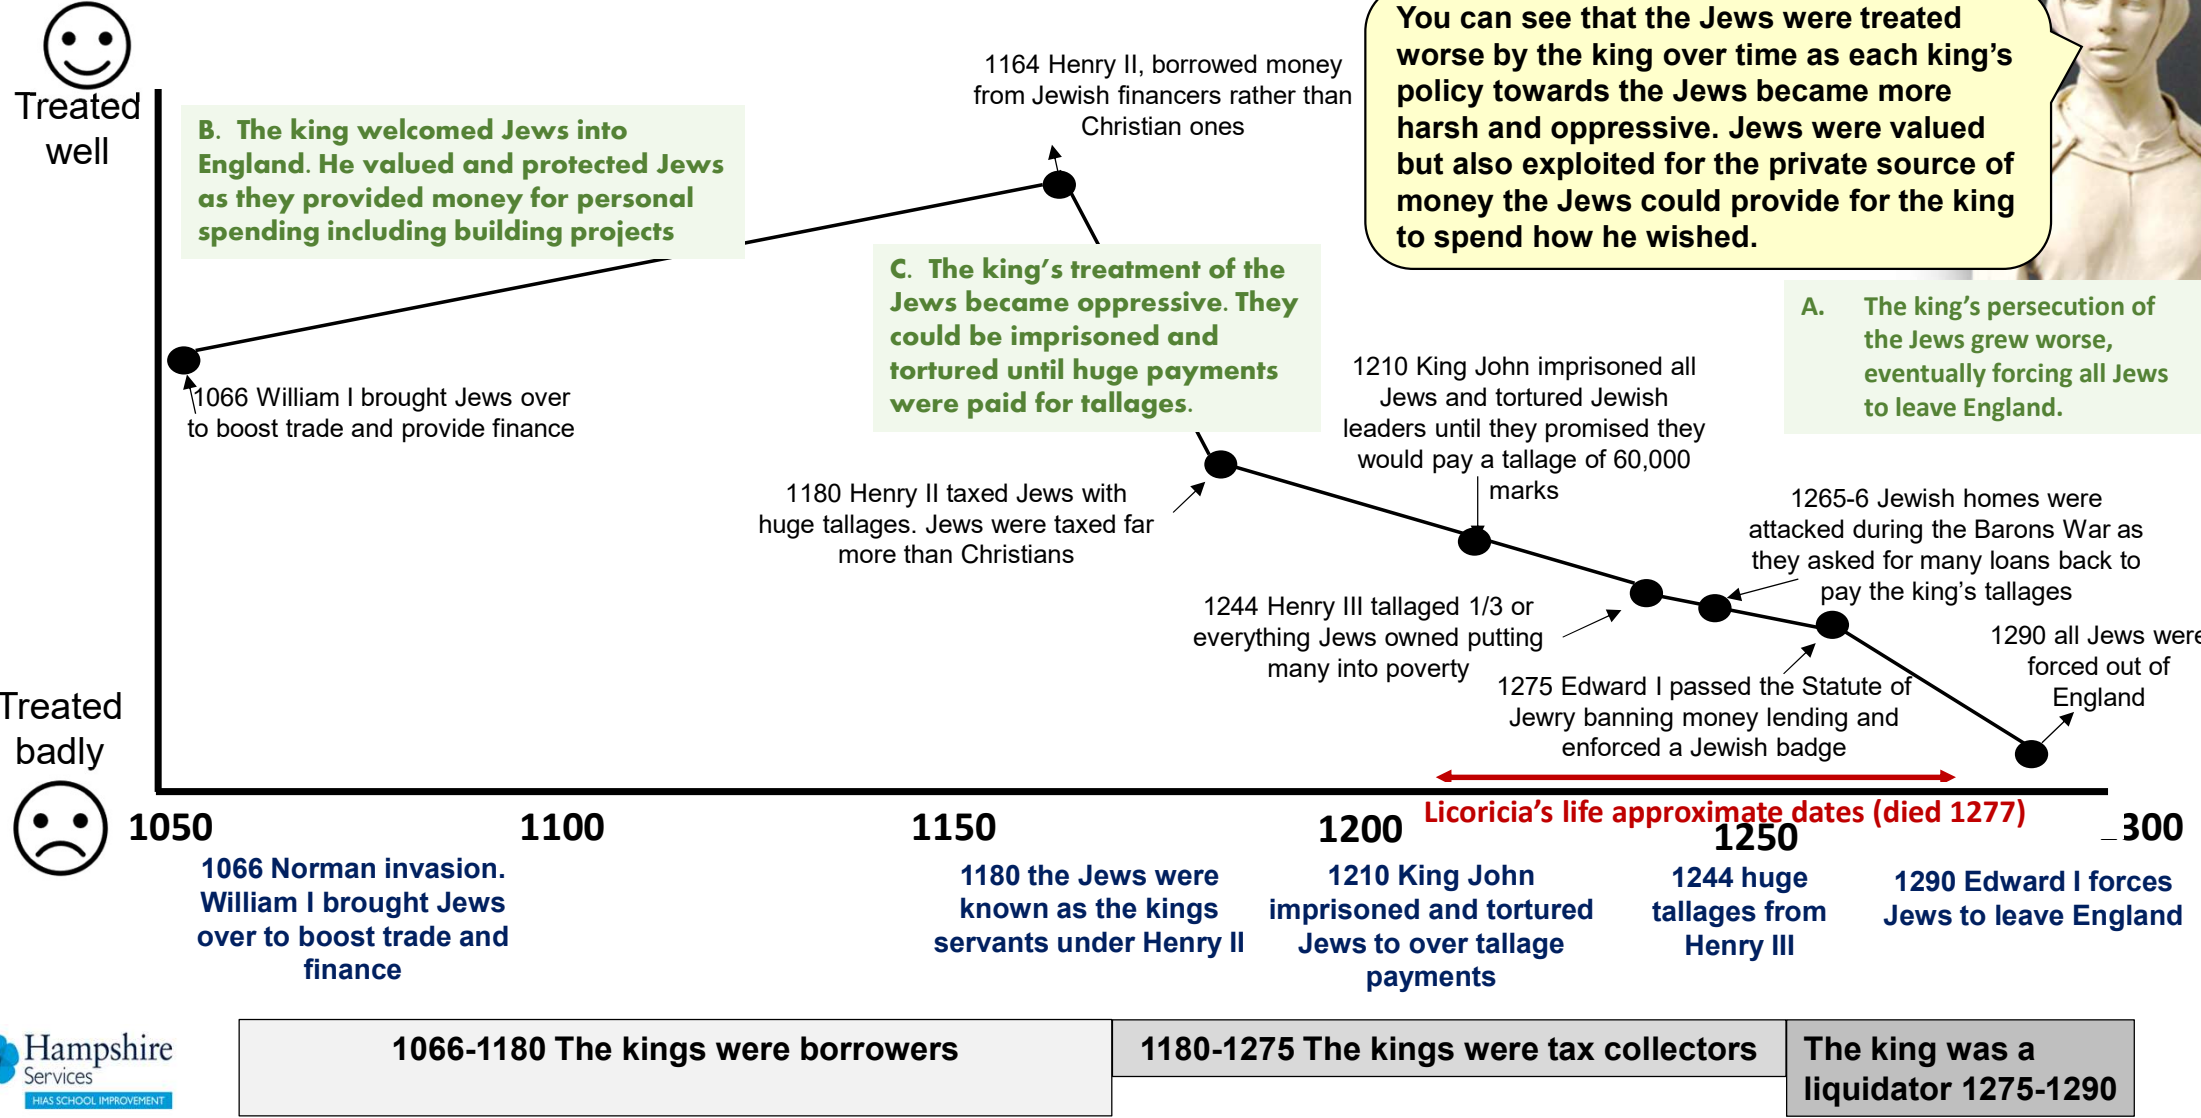 You can see that the Jews were treated
worse by the king over time as each king's
policy towards the Jews became more
harsh and oppressive. Jews were valued
but also exploited for the private source of
money the Jews could provide for the king
to spend how he wished.
Treated
well
B. The king welcomed Jews into
England. He valued and protected Jews
as they provided money for personal
spending including building projects
1164 Henry II, borrowed money
from Jewish financers rather than
Christian ones
C. The king's treatment of the
Jews became oppressive. They
could be imprisoned and
tortured until huge payments
were paid for tallages.
A. The king's persecution of
the Jews grew worse,
eventually forcing all Jews
to leave England.
1066 William I brought Jews over
to boost trade and provide finance
1210 King John imprisoned all
Jews and tortured Jewish
leaders until they promised they
would pay a tallage of 60,000
marks
1180 Henry II taxed Jews with
huge tallages. Jews were taxed far
more than Christians
1265-6 Jewish homes were
attacked during the Barons War as
they asked for many loans back to
pay the king's tallages
1244 Henry III tallaged 1/3 or
everything Jews owned putting
many into poverty
1290 all Jews were
forced out of
England
1275 Edward I passed the Statute of
Jewry banning money lending and
enforced a Jewish badge
Treated
badly
Licoricia's life approximate dates (died 1277)
1050 1100 1150 1200 1250 300
1066 Norman invasion.
William I brought Jews
over to boost trade and
finance
1180 the Jews were
known as the kings
servants under Henry II
1210 King John
imprisoned and tortured
Jews to over tallage
payments
1244 huge
tallages from
Henry III
1290 Edward I forces
Jews to leave England
Hampshire
Services
HIAS SCHOOL IMPROVEMENT
1066-1180 The kings were borrowers
1180-1275 The kings were tax collectors
The king was a
liquidator 1275-1290